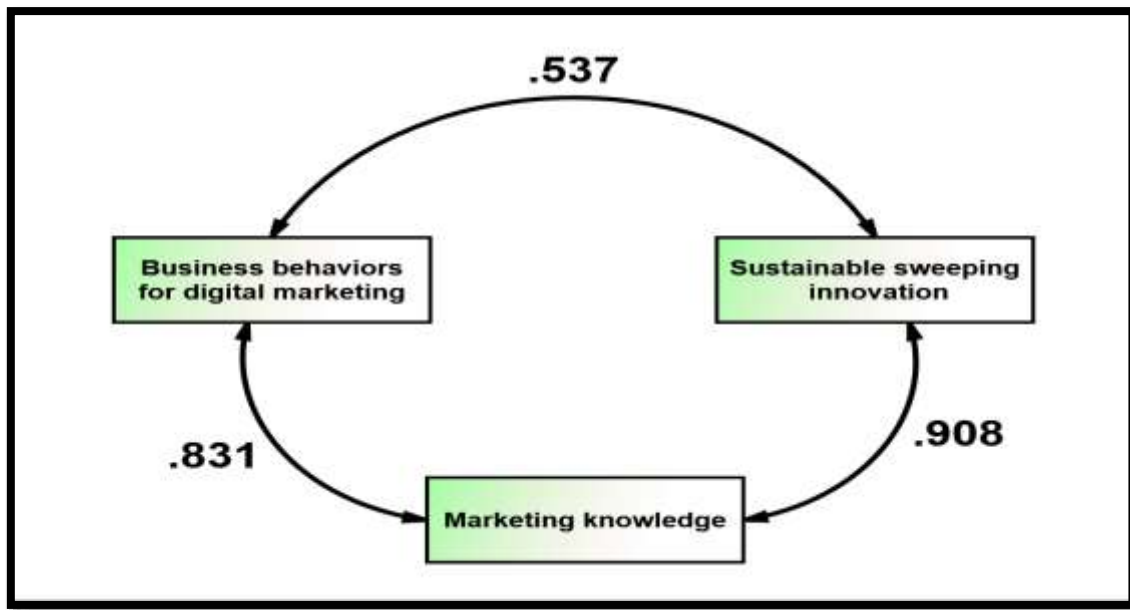 .537
Business behaviors
for digital marketing
Sustainable sweeping
innovation
.831
.908
Marketing knowledge